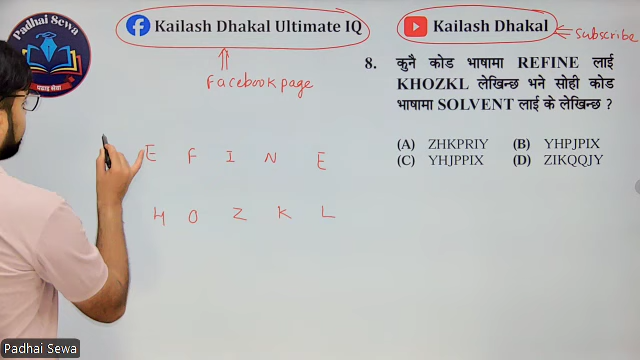 Padhai Sewa
पढाइ सेवा
Kailash Dhakal Ultimate IQ
Kailash Dhakal
Subscribe
Facebook page
8. कुनै कोड भाषामा REFINE लाई
KHOZKL लेखिन्छ भने सोही कोड
भाषामा SOLVENT लाई के लेखिन्छ ?
(A) ZHKPRIY (B) YHPJPIX
(C) YHJPPIX (D) ZIKQQJY
E F I N E
H O Z K L
Padhai Sewa